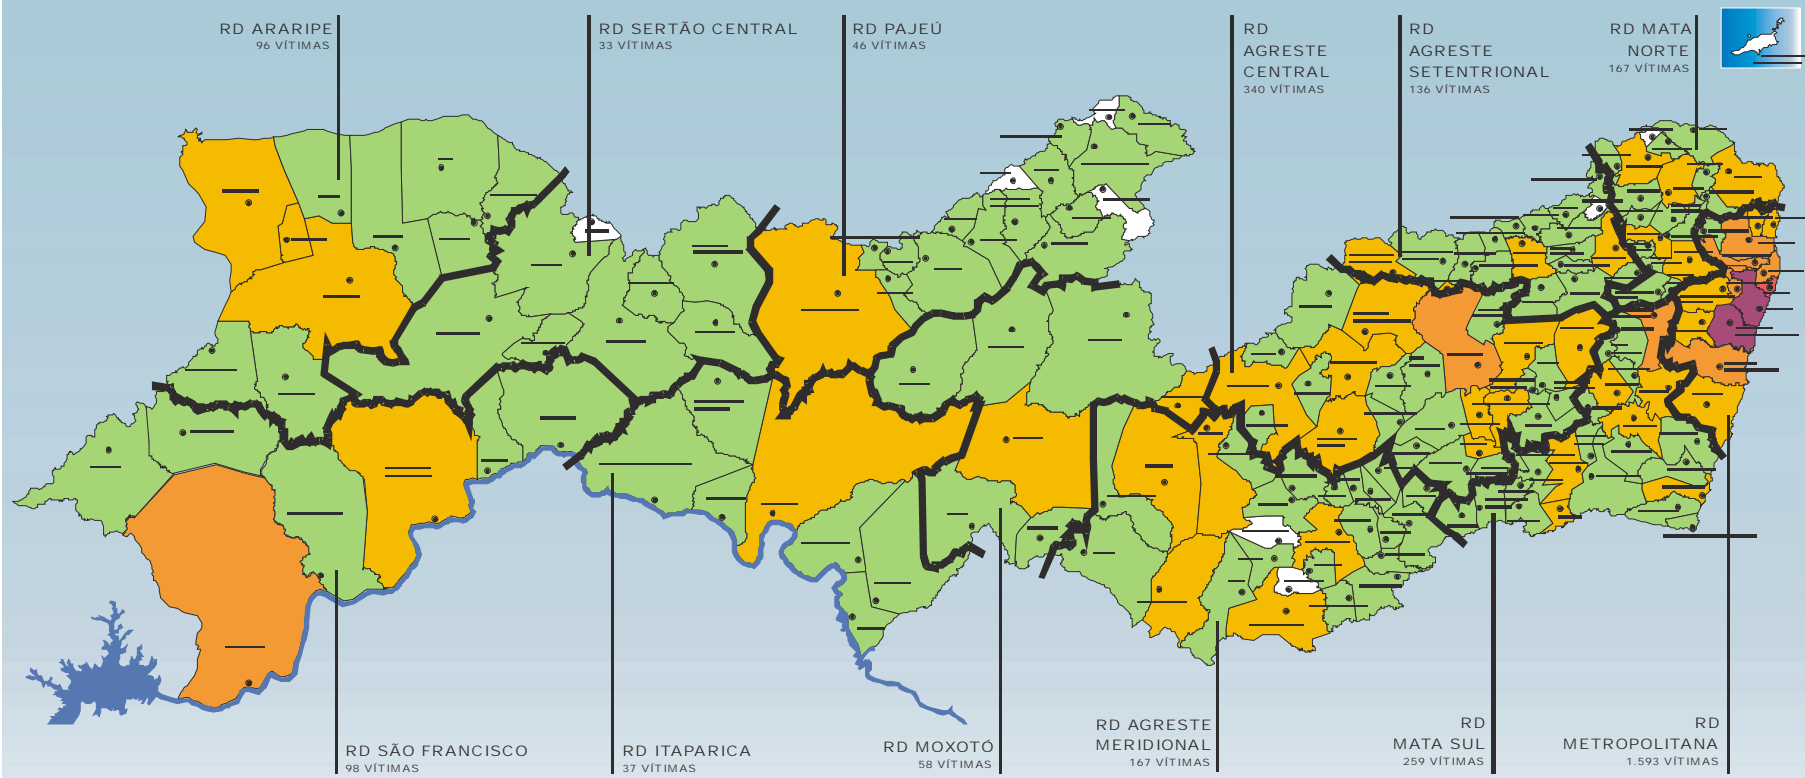 RD ARARIPE
96 VÍTIMAS
RD SERTÃO CENTRAL
33 VÍTIMAS
RD PAJEÚ
46 VÍTIMAS
RD
AGRESTE
CENTRAL
340 VÍTIMAS
RD
AGRESTE
SETENTRIONAL
136 VÍTIMAS
RD MATA
NORTE
167 VÍTIMAS
RD SÃO FRANCISCO
98 VÍTIMAS
RD ITAPARICA
37 VÍTIMAS
RD MOXOTÓ
58 VÍTIMAS
RD AGRESTE
MERIDIONAL
167 VÍTIMAS
RD
MATA SUL
259 VÍTIMAS
RD
METROPOLITANA
1.593 VÍTIMAS